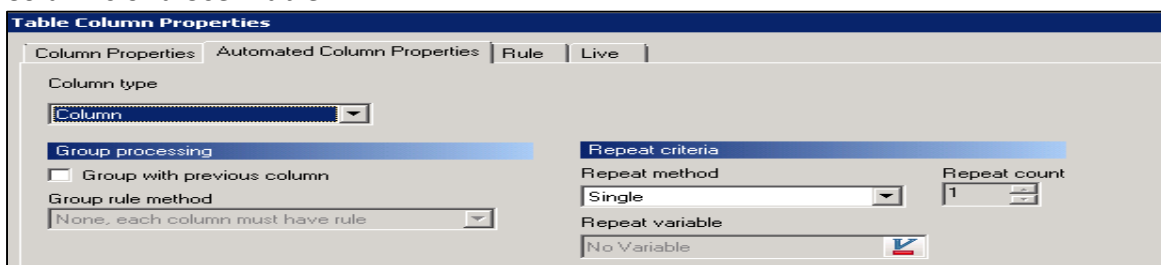 Table Column Properties
Column Properties Automated Column Properties Rule Live
Column type
Column
Group processing Repeat criteria
Group with previous column Repeat method Repeat count
Group rule method Single 1
None, each column must have rule Repeat variable
No Variable